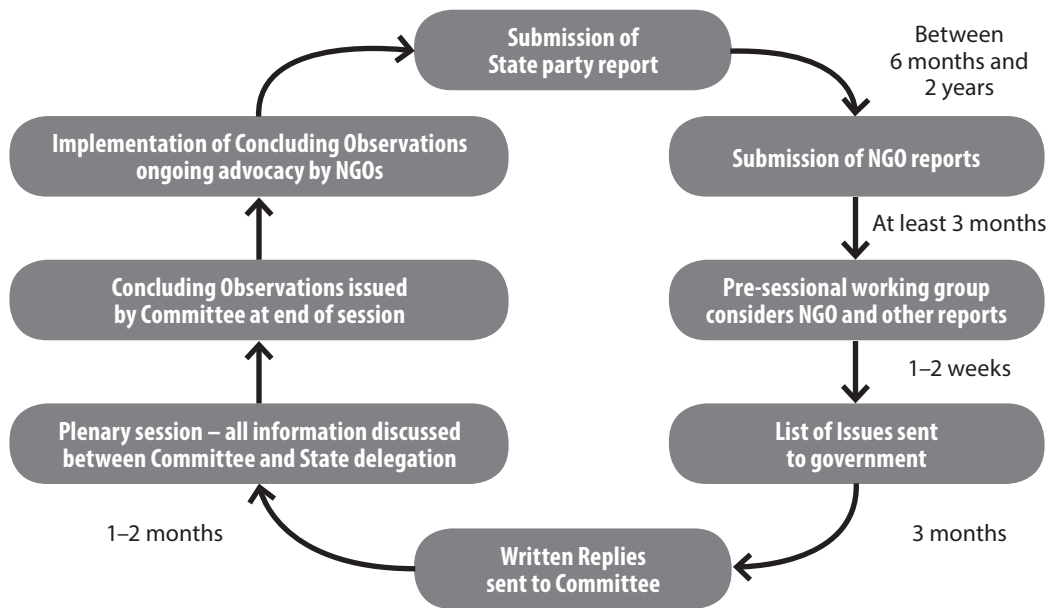 Submission of
State party report
Between
6 months and
2 years
Submission of NGO reports
At least 3 months
Pre-sessional working group
considers NGO and other reports
1–2 weeks
List of Issues sent
to government
3 months
Written Replies
sent to Committee
1–2 months
Plenary session – all information discussed
between Committee and State delegation
Concluding Observations issued
by Committee at end of session
Implementation of Concluding Observations
ongoing advocacy by NGOs